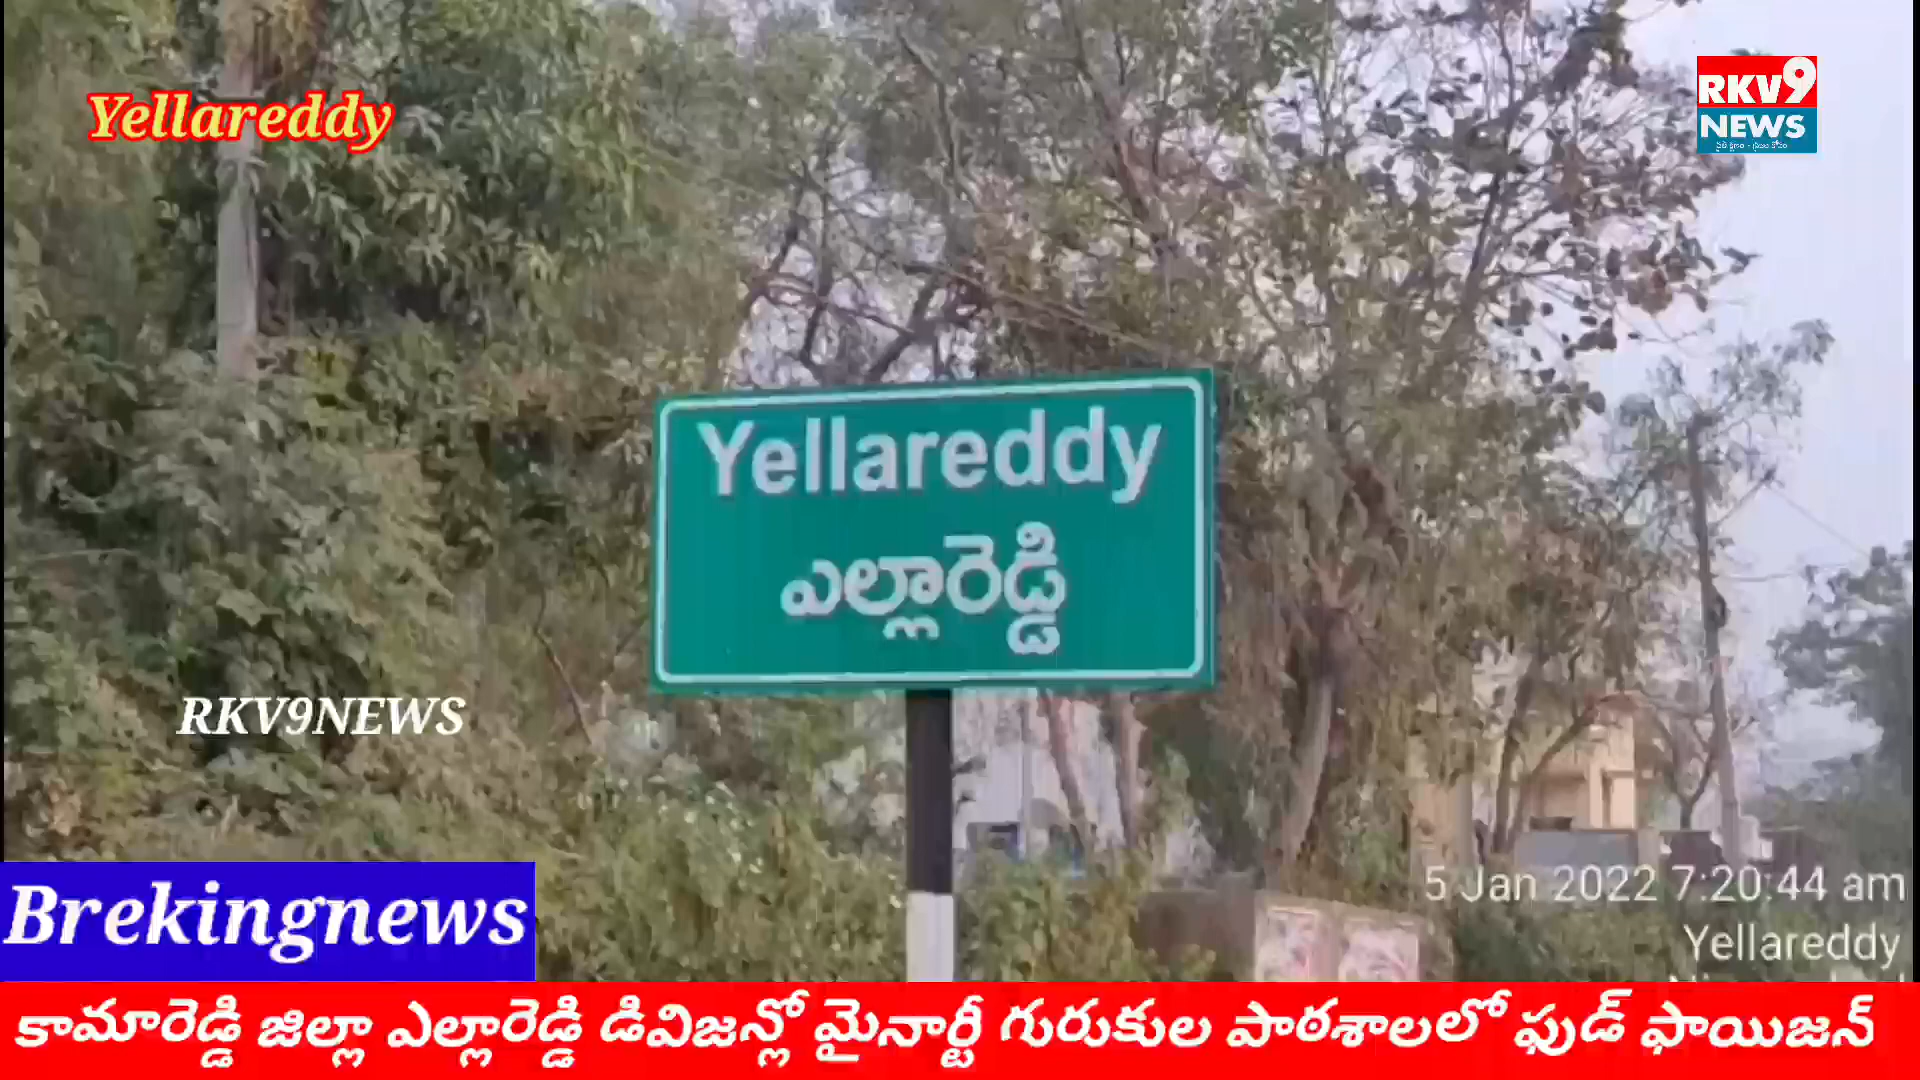 Yellareddy
RKV9
NEWS
Yellareddy
ఎల్లారెడ్డి
RKV9NEWS
Brekingnews
5 Jan 2022 7:20:44 am
Yellareddy
కామారెడ్డి జిల్లా ఎల్లారెడ్డి డివిజన్లో మైనార్టీ గురుకుల పాఠశాలలో ఫుడ్ ఫాయిజన్